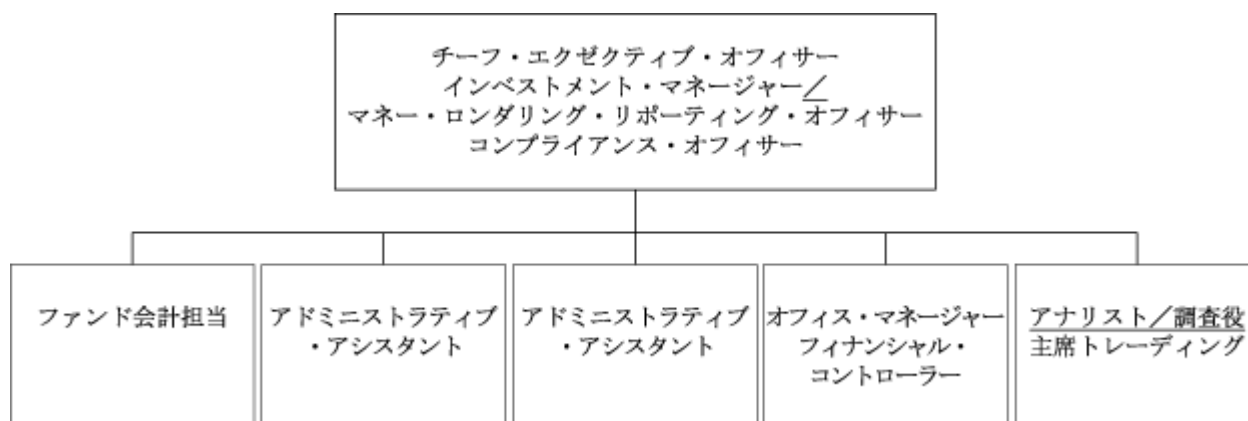 チーフ・エクゼクティブ・オフィサー
インベストメント・マネージャー／
マネー・ロンダリング・リポーティング・オフィサー
コンプライアンス・オフィサー
ファンド会計担当
アドミニストラティブ
・アシスタント
アドミニストラティブ
・アシスタント
オフィス・マネージャー
フィナンシャル・
コントローラー
アナリスト／調査役
主席トレーディング